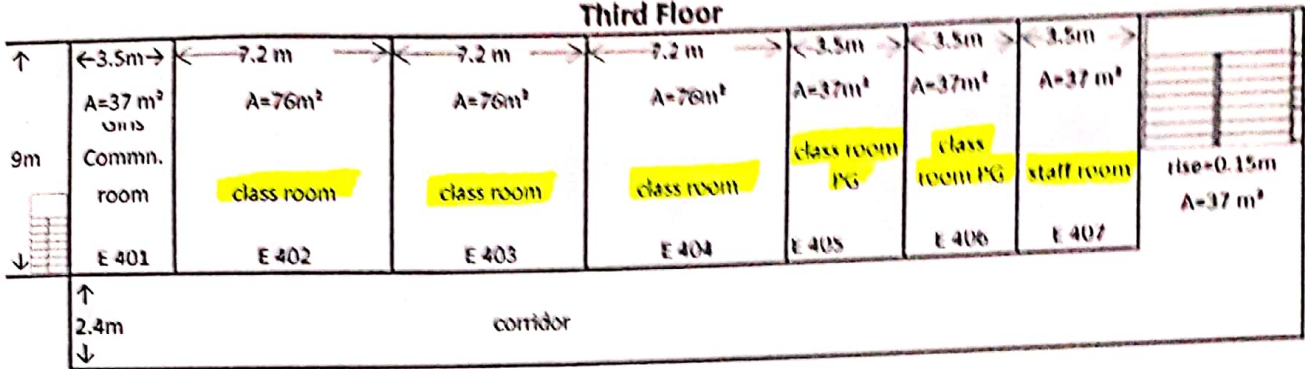 Third Floor
9m
3.5m
A=37 m²
Girls
Commn.
room
E 401
7.2 m
A=76m²
class room
E 402
7.2 m
A=76m²
class room
E 403
7.2 m
A=76m²
class room
E 404
3.5m
A=37m²
class room
PG
E 405
3.5m
A=37m²
class
room PG
E 406
3.5m
A=37 m²
staff room
E 407
rise=0.15m
A=37 m²
2.4m
corridor